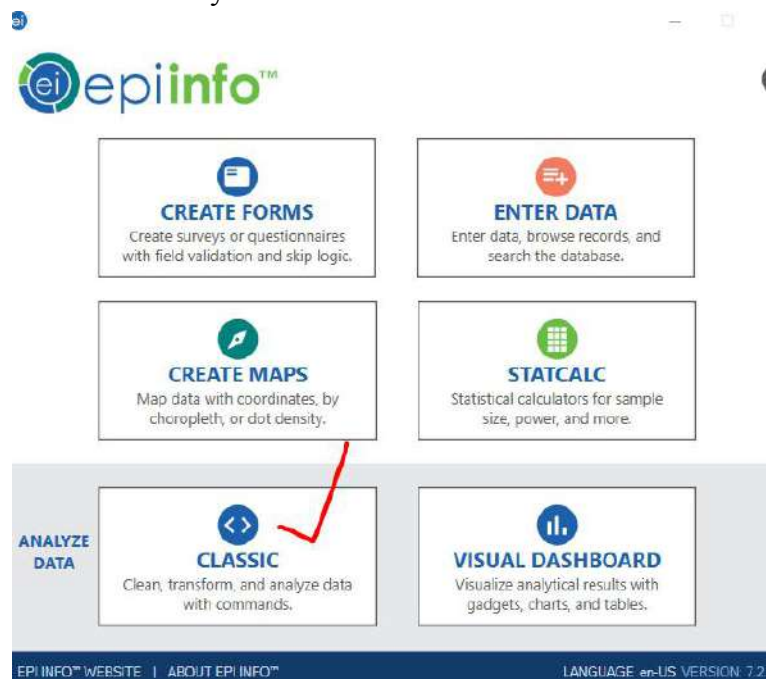 ei
ei epiinfo™
CREATE FORMS
Create surveys or questionnaires
with field validation and skip logic.
ENTER DATA
Enter data, browse records, and
search the database.
CREATE MAPS
Map data with coordinates, by
choropleth, or dot density.
STATCALC
Statistical calculators for sample
size, power, and more.
ANALYZE
DATA
CLASSIC
Clean, transform, and analyze data
with commands.
VISUAL DASHBOARD
Visualize analytical results with
gadgets, charts, and tables.
EPI INFO™ WEBSITE | ABOUT EPI INFO™ LANGUAGE en-US VERSION: 7.2